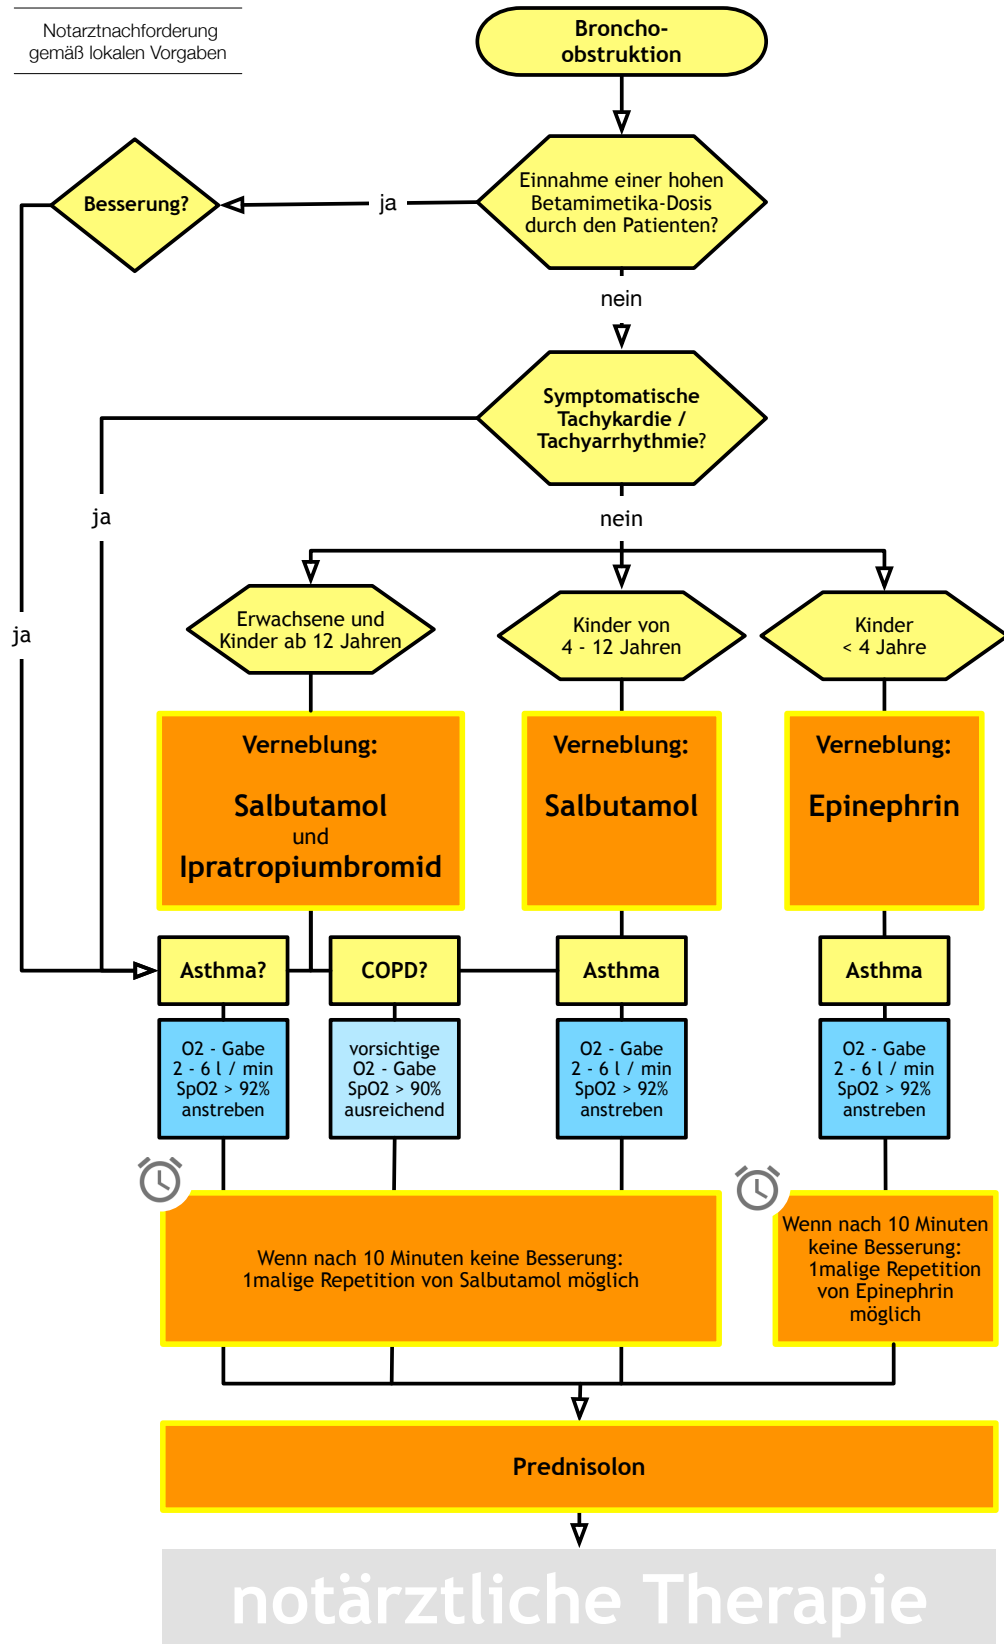 Notarztnachforderung
gemäß lokalen Vorgaben
Broncho-
obstruktion
Einnahme einer hohen
Betamimetika-Dosis
durch den Patienten?
ja
Besserung?
nein
Symptomatische
Tachykardie /
Tachyarrhythmie?
ja
nein
ja
Erwachsene und
Kinder ab 12 Jahren
Kinder von
4 - 12 Jahren
Kinder
< 4 Jahre
Verneblung:
Salbutamol
und
Ipratropiumbromid
Verneblung:
Salbutamol
Verneblung:
Epinephrin
Asthma?
COPD?
Asthma
Asthma
O2 - Gabe
2 - 6 l / min
SpO2 > 92%
anstreben
vorsichtige
O2 - Gabe
SpO2 > 90%
ausreichend
O2 - Gabe
2 - 6 l / min
SpO2 > 92%
anstreben
O2 - Gabe
2 - 6 l / min
SpO2 > 92%
anstreben
Wenn nach 10 Minuten keine Besserung:
1malige Repetition von Salbutamol möglich
Wenn nach 10 Minuten
keine Besserung:
1malige Repetition
von Epinephrin
möglich
Prednisolon
notärztliche Therapie